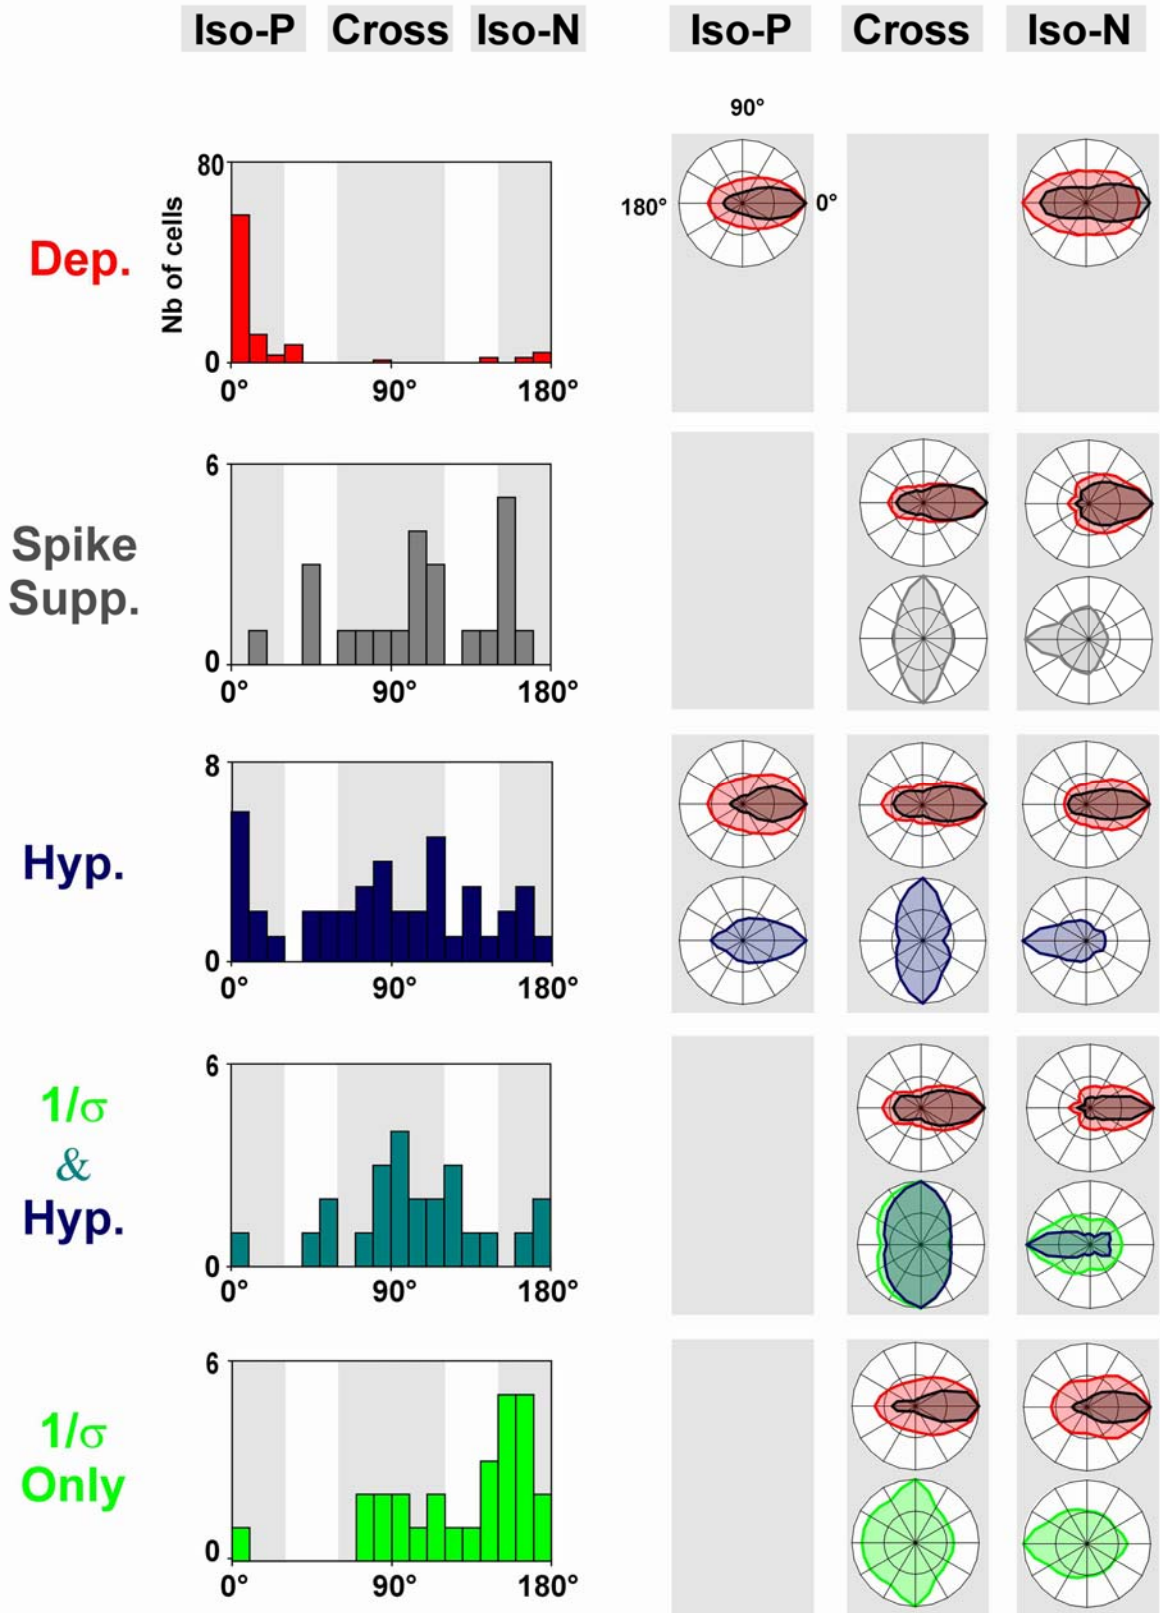 Iso-P Cross Iso-N Iso-P Cross Iso-N
90°
180° 0°
Dep.
Nb of cells
80
0
0° 90° 180°
Spike
Supp.
6
0
0° 90° 180°
Hyp.
8
0
0° 90° 180°
1/σ
&
Hyp.
6
0
0° 90° 180°
1/σ
Only
6
0
0° 90° 180°